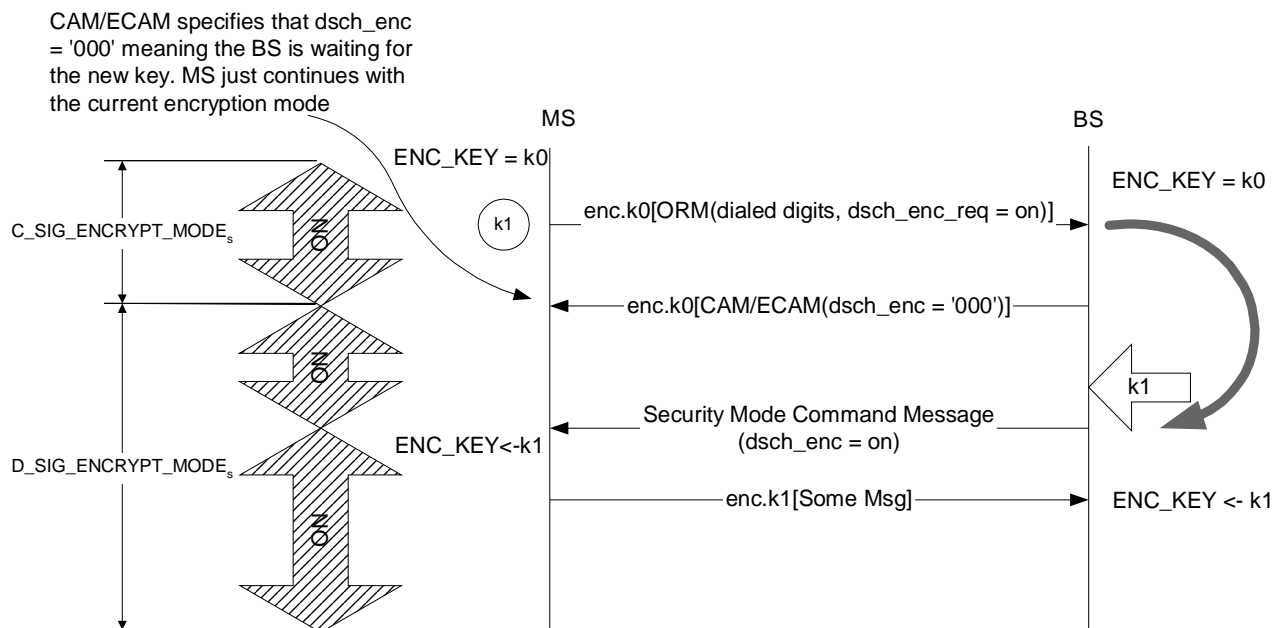 CAM/ECAM specifies that dsch_enc
= '000' meaning the BS is waiting for
the new key. MS just continues with
the current encryption mode
MS
BS
ENC_KEY = k0
ENC_KEY = k0
C_SIG_ENCRYPT_MODEs
ON
k1
enc.k0[ORM(dialed digits, dsch_enc_req = on)]
enc.k0[CAM/ECAM(dsch_enc = '000')]
ON
k1
Security Mode Command Message
(dsch_enc = on)
ENC_KEY<-k1
D_SIG_ENCRYPT_MODEs
ON
enc.k1[Some Msg]
ENC_KEY <- k1